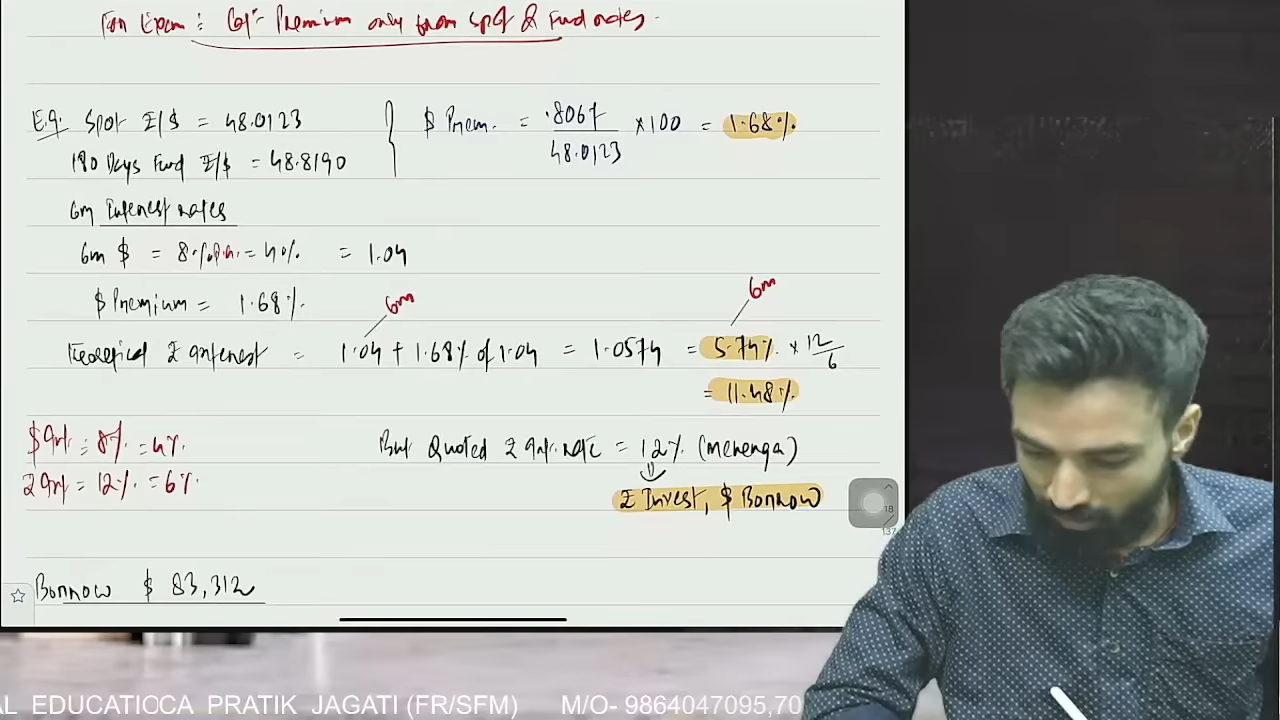 For Exam: Cal. Premium only from spot & Fwd rates.
E.g. Spot ₹/$ = 48.0123
180 Days Fwd ₹/$ = 48.8190
$ Prem. = .8067 / 48.0123 ×100 = 1.68%
6m Interest rates
6m $ = 8% p.a. = 4% = 1.04
$ Premium = 1.68%.
6m
6m
Theoretical ₹ Interest = 1.04 + 1.68% of 1.04 = 1.0574 = 5.74% × 12/6
= 11.48%
$ Int. = 8% = 4%.
₹ Int = 12% = 6%
But Quoted ₹ Int. rate = 12% (Mehenga)
₹ Invest, $ Borrow
18
137
Borrow $ 83,312
AL EDUCATIOCA PRATIK JAGATI (FR/SFM) M/O- 9864047095,70